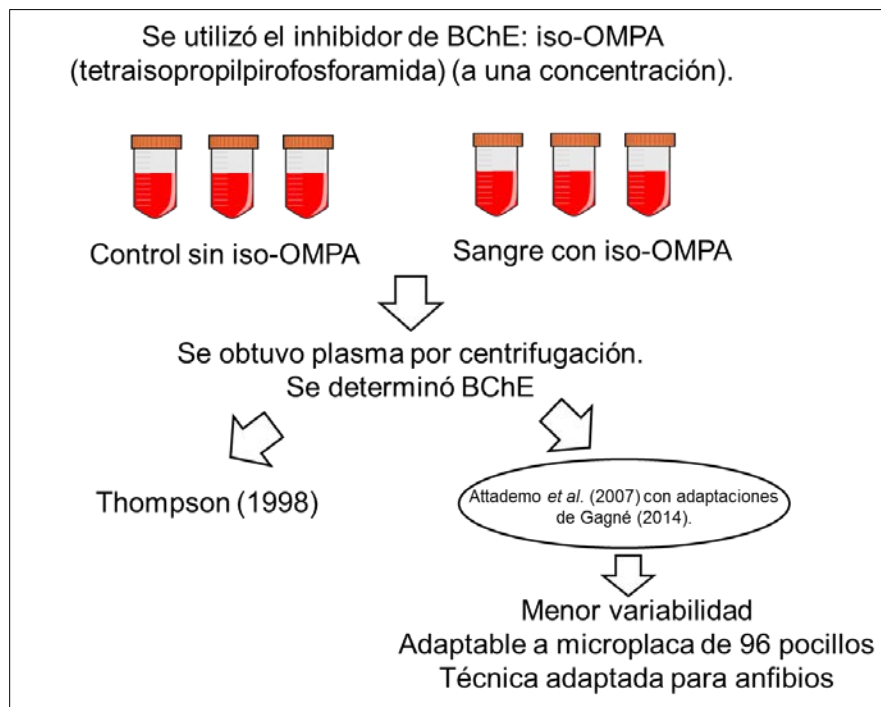 Se utilizó el inhibidor de BChE: iso-OMPA
(tetraisopropilpirofosforamida) (a una concentración).
Control sin iso-OMPA
Sangre con iso-OMPA
Se obtuvo plasma por centrifugación.
Se determinó BChE
Thompson (1998)
Attademo et al. (2007) con adaptaciones
de Gagné (2014).
Menor variabilidad
Adaptable a microplaca de 96 pocillos
Técnica adaptada para anfibios